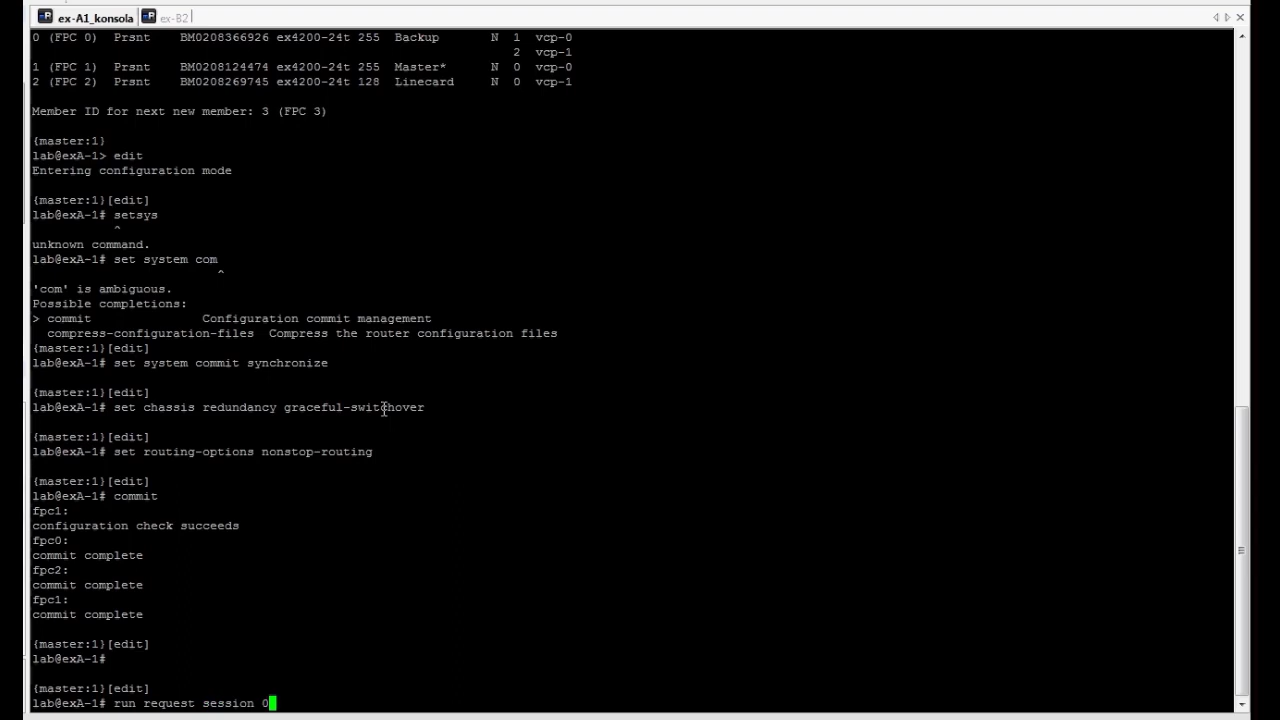 ex-A1_konsola ex-B2
0 (FPC 0)  Prsnt    BM0208366926 ex4200-24t 255  Backup       N  1  vcp-0
2  vcp-1
1 (FPC 1)  Prsnt    BM0208124474 ex4200-24t 255  Master*      N  0  vcp-0
2 (FPC 2)  Prsnt    BM0208269745 ex4200-24t 128  Linecard     N  0  vcp-1
Member ID for next new member: 3 (FPC 3)
{master:1}
lab@exA-1> edit
Entering configuration mode
{master:1}[edit]
lab@exA-1# setsys
^
unknown command.
lab@exA-1# set system com
^
'com' is ambiguous.
Possible completions:
> commit               Configuration commit management
compress-configuration-files  Compress the router configuration files
{master:1}[edit]
lab@exA-1# set system commit synchronize
{master:1}[edit]
lab@exA-1# set chassis redundancy graceful-switchover
{master:1}[edit]
lab@exA-1# set routing-options nonstop-routing
{master:1}[edit]
lab@exA-1# commit
fpc1:
configuration check succeeds
fpc0:
commit complete
fpc2:
commit complete
fpc1:
commit complete
{master:1}[edit]
lab@exA-1#
{master:1}[edit]
lab@exA-1# run request session 0